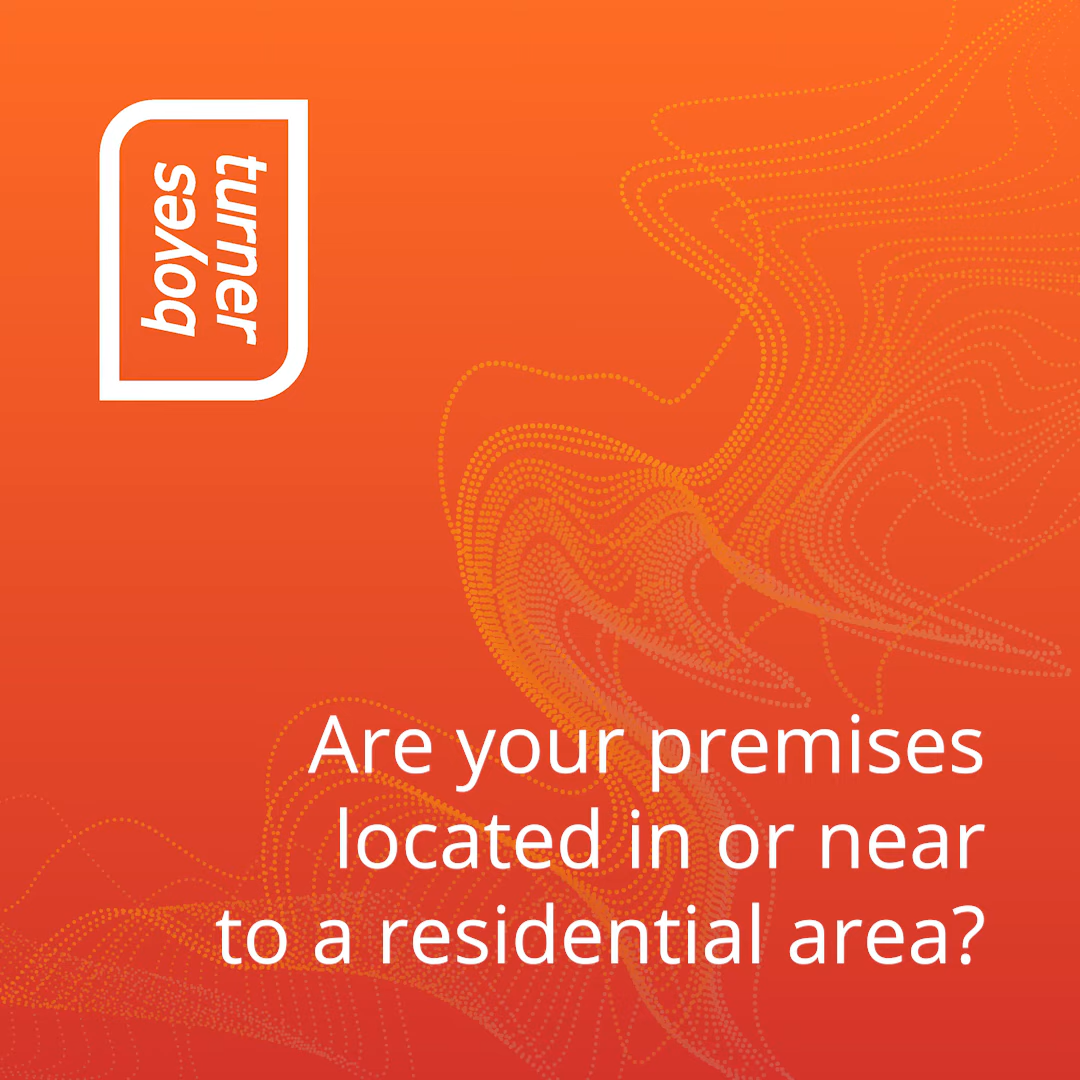 boyes
turner
Are your premises
located in or near
to a residential area?